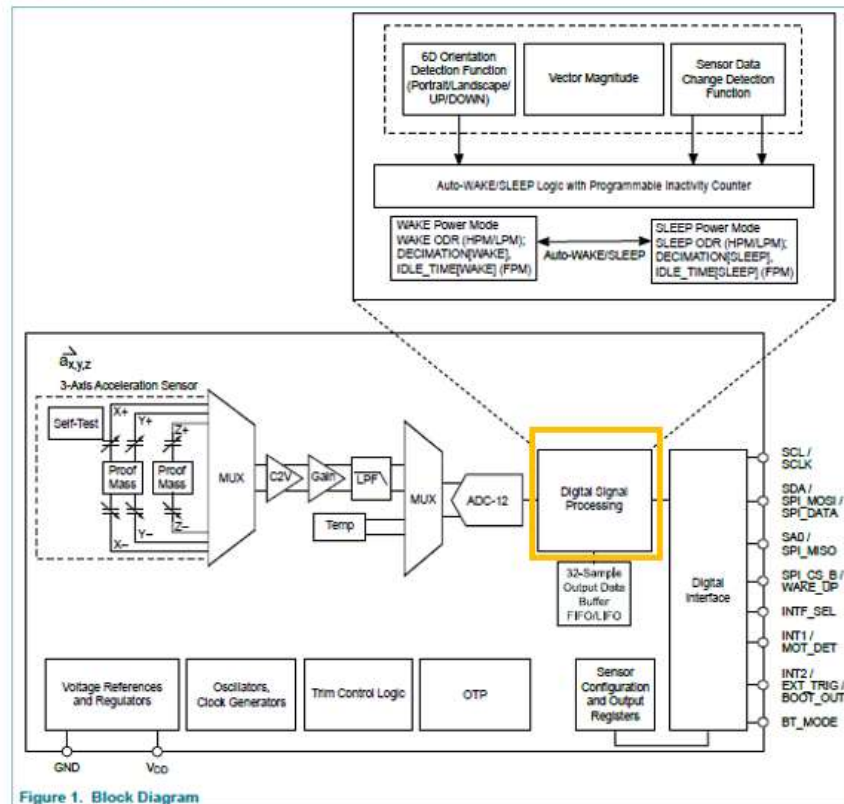 6D Orientation
Detection Function
(Portrait/Landscape/
UP/DOWN)
Vector Magnitude
Sensor Data
Change Detection
Function
Auto-WAKE/SLEEP Logic with Programmable Inactivity Counter
WAKE Power Mode
WAKE ODR (HPM/LPM);
DECIMATION[WAKE],
IDLE_TIME[WAKE] (FPM)
Auto-WAKE/SLEEP
SLEEP Power Mode
SLEEP ODR (HPM/LPM);
DECIMATION[SLEEP],
IDLE_TIME[SLEEP] (FPM)
ax,y,z
3-Axis Acceleration Sensor
Self-Test
X+
Y+
Z+
Proof
Mass
Proof
Mass
Z–
Y–
X–
MUX
C2V
Gain
LPF
Temp
MUX
ADC-12
Digital Signal
Processing
32-Sample
Output Data
Buffer
FIFO/LIFO
Digital
Interface
SCL /
SCLK
SDA /
SPI_MOSI /
SPI_DATA
SA0 /
SPI_MISO
SPI_CS_B /
WAKE_UP
INTF_SEL
INT1 /
MOT_DET
INT2 /
EXT_TRIG /
BOOT_OUT
BT_MODE
Voltage References
and Regulators
Oscillators,
Clock Generators
Trim Control Logic
OTP
Sensor
Configuration
and Output
Registers
GND
VDD
Figure 1. Block Diagram